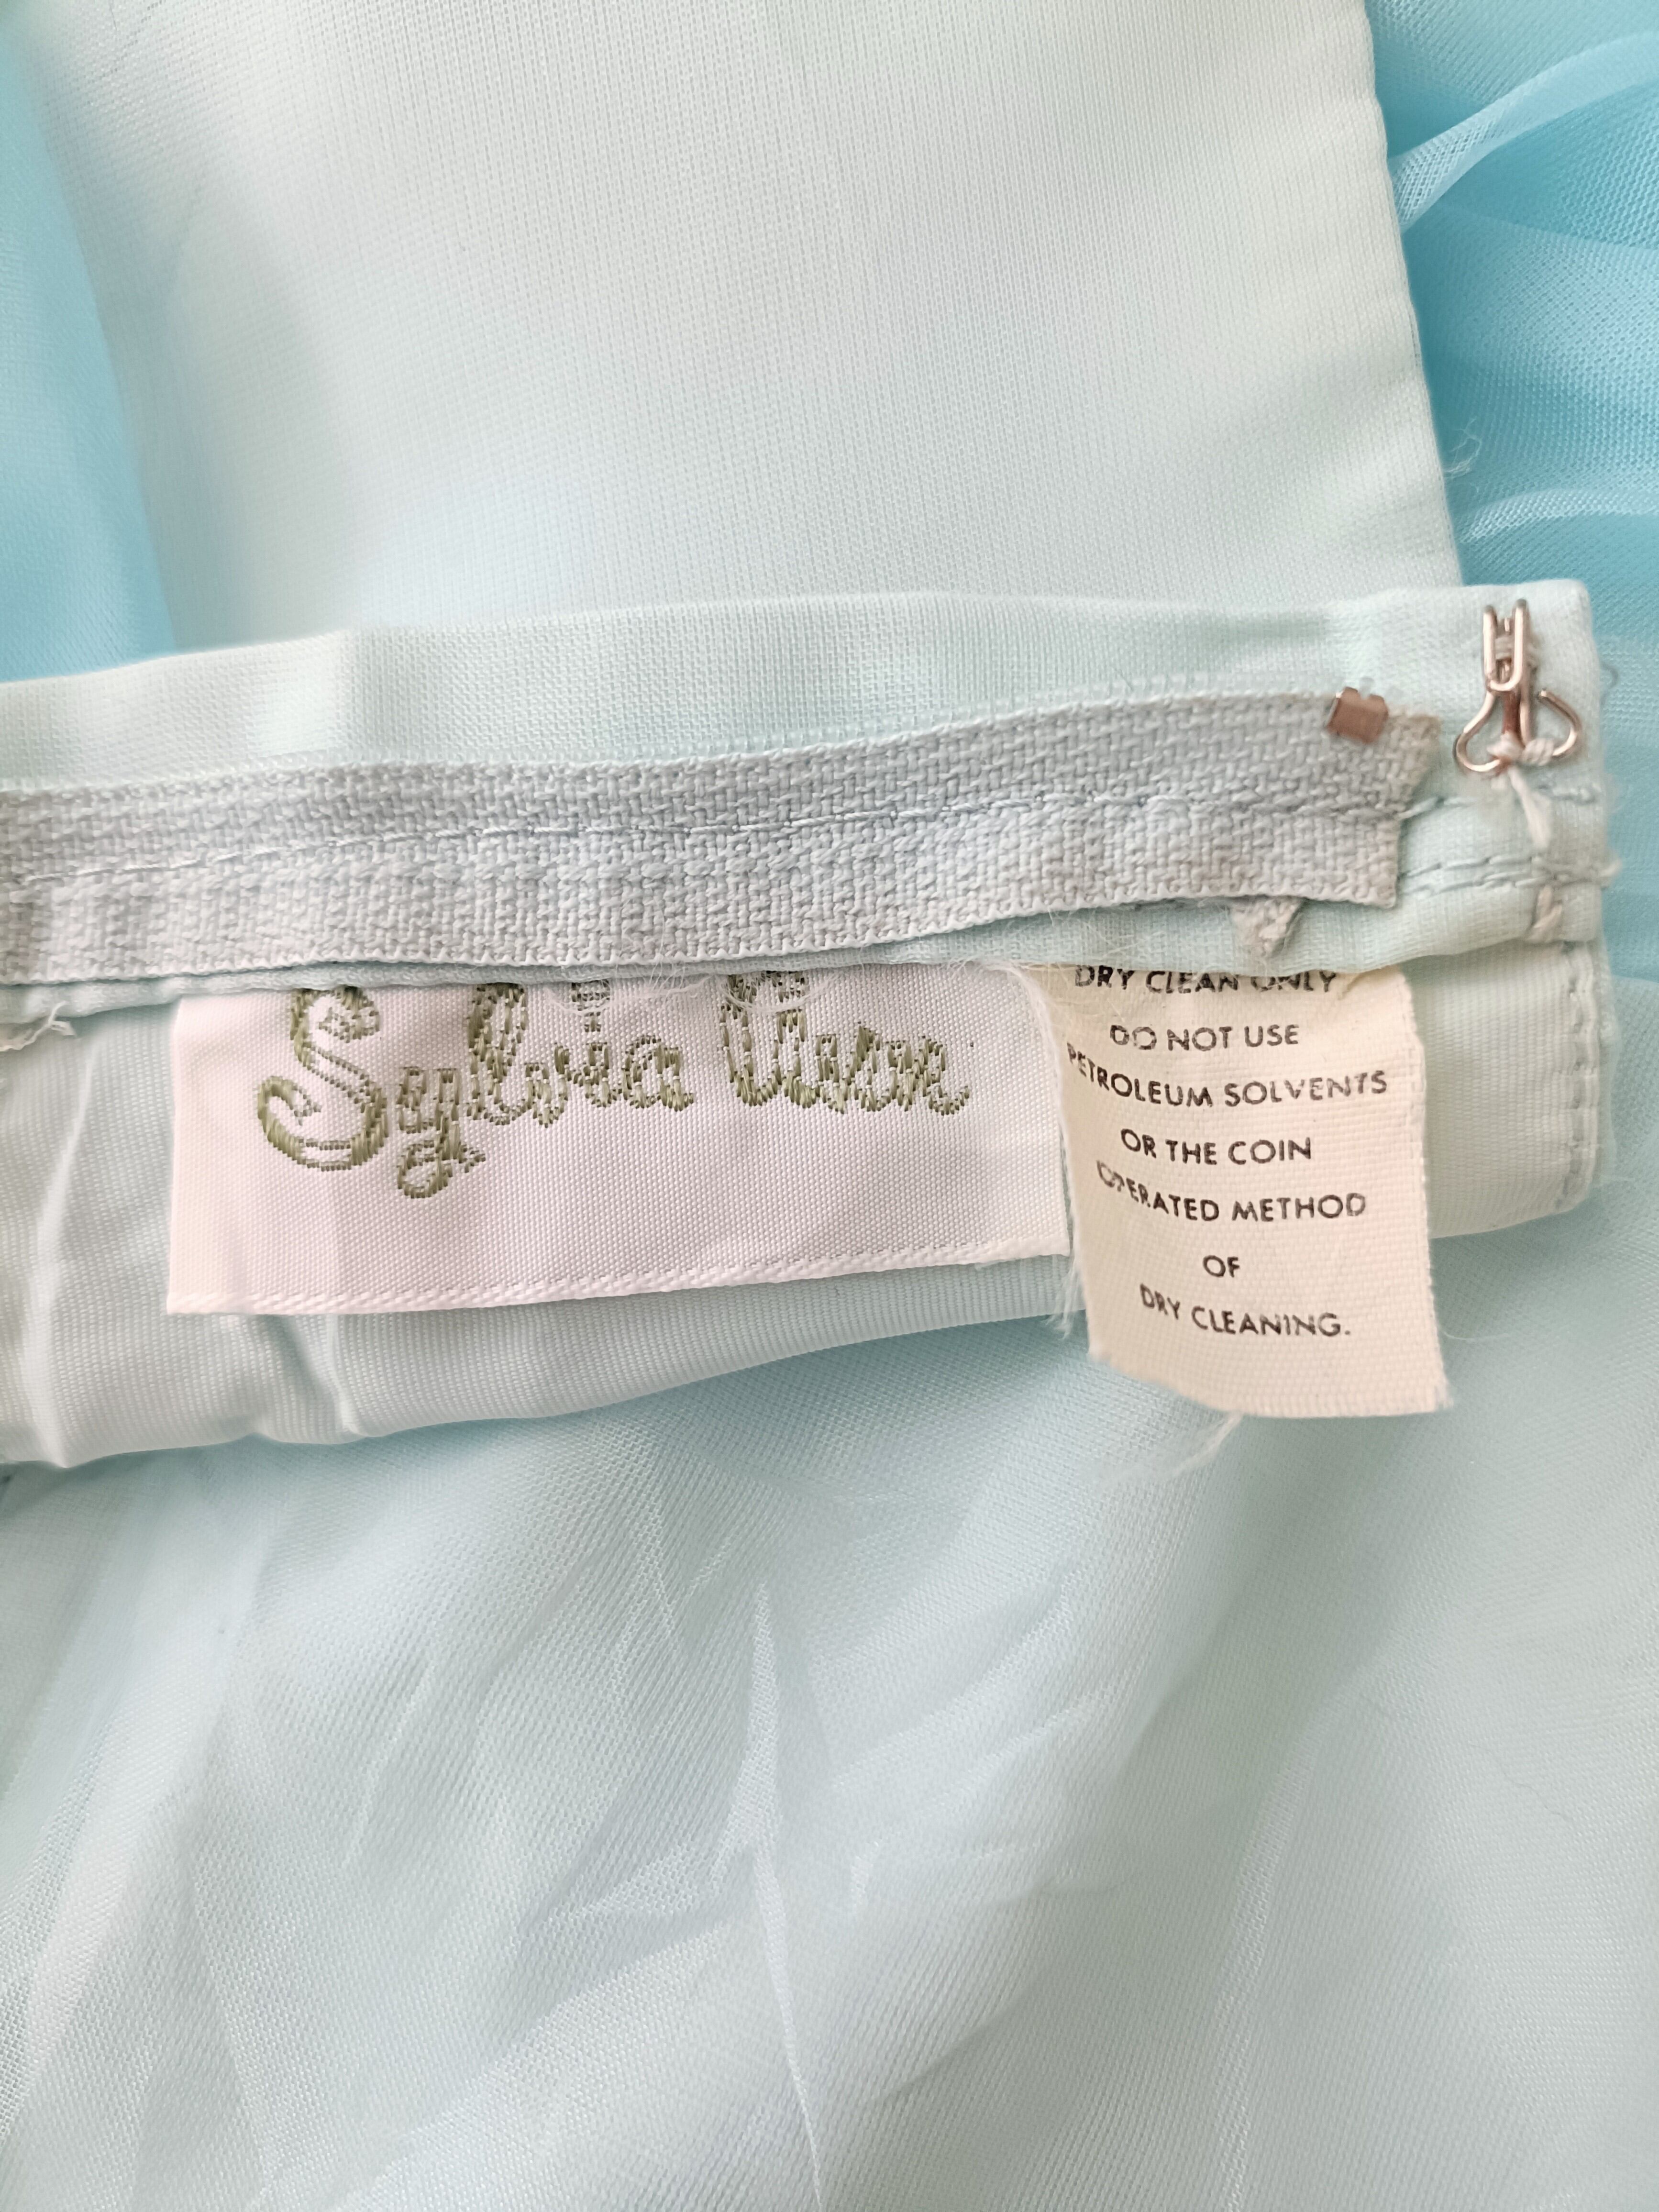 Sylvia Ann
DRY CLEAN ONLY
DO NOT USE
PETROLEUM SOLVENTS
OR THE COIN
OPERATED METHOD
OF
DRY CLEANING.